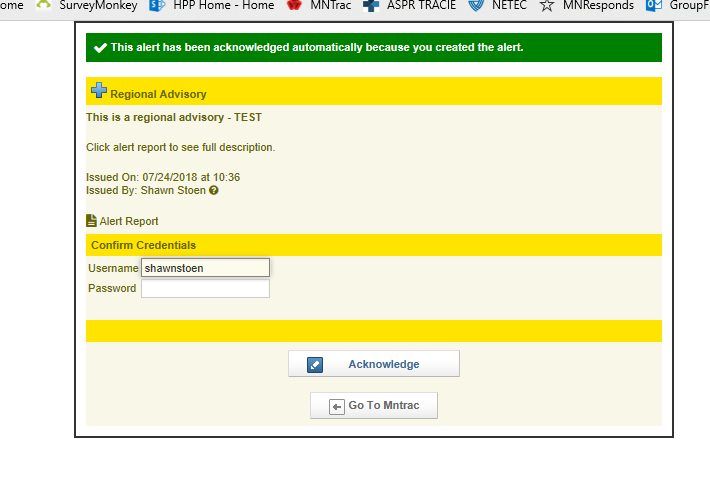 ome SurveyMonkey HPP Home - Home MNTrac ASPR TRACIE NETEC MNResponds GroupF
This alert has been acknowledged automatically because you created the alert.
Regional Advisory
This is a regional advisory - TEST
Click alert report to see full description.
Issued On: 07/24/2018 at 10:36
Issued By: Shawn Stoen
Alert Report
Confirm Credentials
Username shawnstoen
Password
Acknowledge
Go To Mntrac